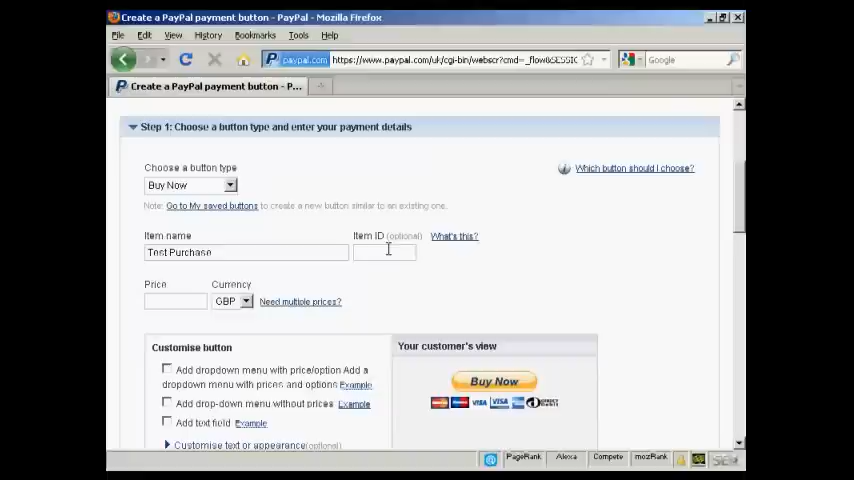 Create a PayPal payment button - PayPal - Mozilla Firefox
File Edit View History Bookmarks Tools Help
paypal.com https://www.paypal.com/uk/cgi-bin/webscr?cmd=_flow&SESSIO Google
Create a PayPal payment button - P...
Step 1: Choose a button type and enter your payment details
Choose a button type
Which button should I choose?
Buy Now
Note: Go to My saved buttons to create a new button similar to an existing one.
Item name Item ID (optional) What's this?
Test Purchase
Price Currency
GBP Need multiple prices?
Customise button Your customer's view
Add dropdown menu with price/option Add a
dropdown menu with prices and options Example
Buy Now
Add drop-down menu without prices Example
VISA VISA
Add text field Example
Customise text or appearance(optional)
PageRank Alexa Compete mozRank